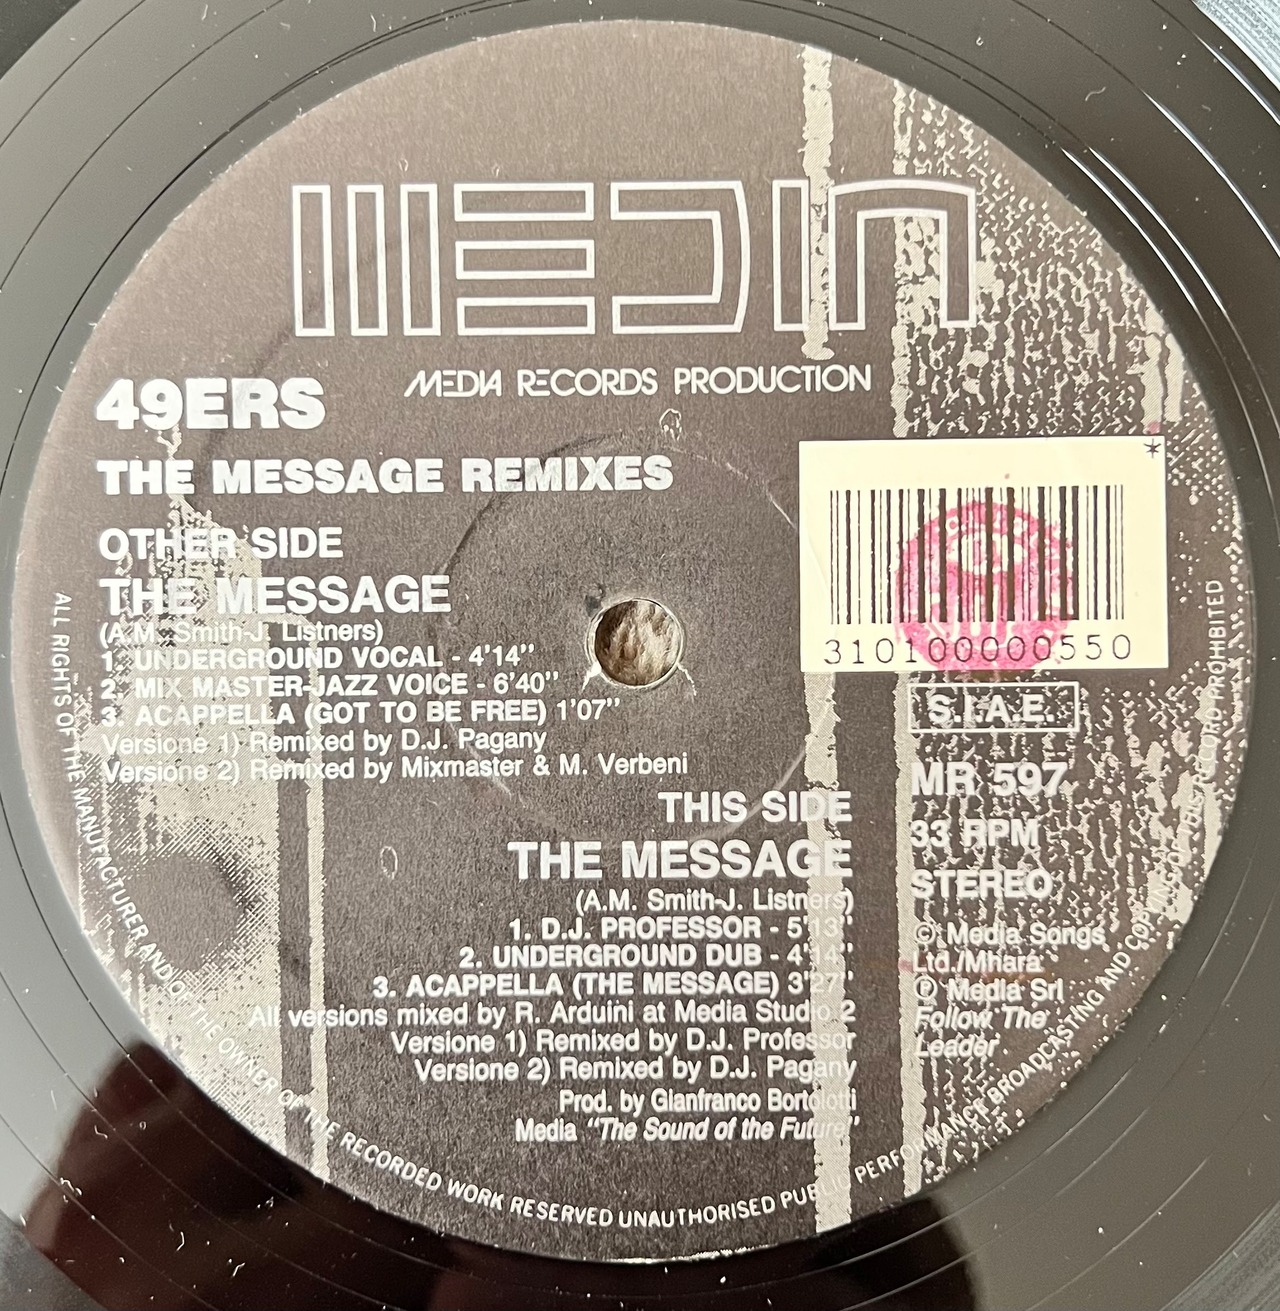 MEDIA
MEDIA RECORDS PRODUCTION
49ERS
THE MESSAGE REMIXES
OTHER SIDE
THE MESSAGE
(A.M. Smith-J. Listners)
1. UNDERGROUND VOCAL - 4'14"
2. MIX MASTER-JAZZ VOICE - 6'40"
3. ACAPPELLA (GOT TO BE FREE) 1'07"
Versione 1) Remixed by D.J. Pagany
Versione 2) Remixed by Mixmaster & M. Verbeni
THIS SIDE
THE MESSAGE
(A.M. Smith-J. Listners)
1. D.J. PROFESSOR - 5'13"
2. UNDERGROUND DUB - 4'14"
3. ACAPPELLA (THE MESSAGE) 3'27"
All versions mixed by R. Arduini at Media Studio 2
Versione 1) Remixed by D.J. Professor
Versione 2) Remixed by D.J. Pagany
Prod. by Gianfranco Bortolotti
Media "The Sound of the Future!"
*
310100000550
S.I.A.E.
MR 597
33 RPM
STEREO
© Media Songs
Ltd./Mhara
℗ Media Srl
Follow The
Leader
ALL RIGHTS OF THE MANUFACTURER AND OF THE OWNER OF THE RECORDED WORK RESERVED UNAUTHORISED PUBLIC PERFORMANCE BROADCASTING AND COPYING OF THIS RECORD PROHIBITED